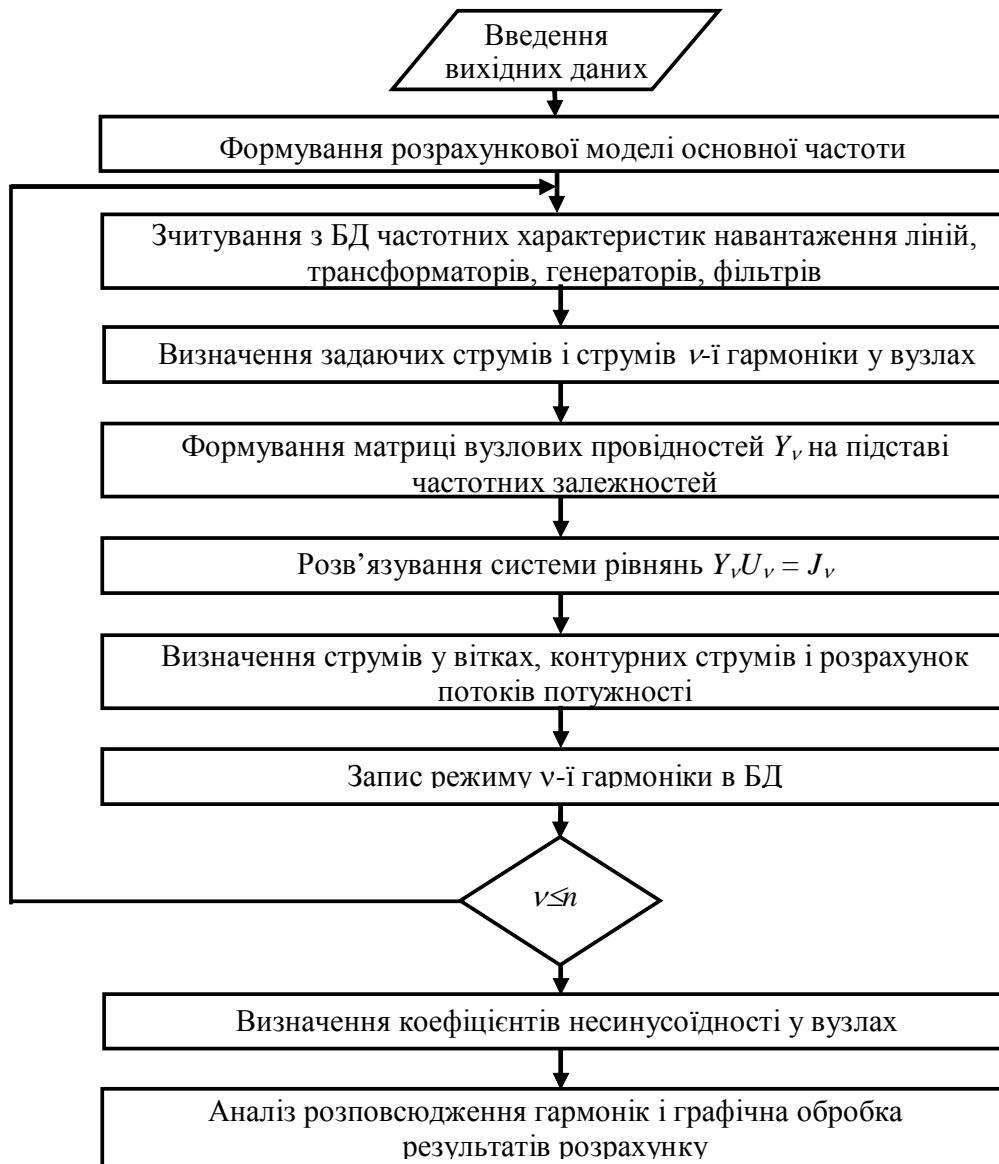 Введення
вихідних даних
Формування розрахункової моделі основної частоти
Зчитування з БД частотних характеристик навантаження ліній,
трансформаторів, генераторів, фільтрів
Визначення задаючих струмів і струмів ν-ї гармоніки у вузлах
Формування матриці вузлових провідностей Yν на підставі
частотних залежностей
Розв’язування системи рівнянь YνUν = Jν
Визначення струмів у вітках, контурних струмів і розрахунок
потоків потужності
Запис режиму ν-ї гармоніки в БД
ν≤n
Визначення коефіцієнтів несинусоїдності у вузлах
Аналіз розповсюдження гармонік і графічна обробка
результатів розрахунку